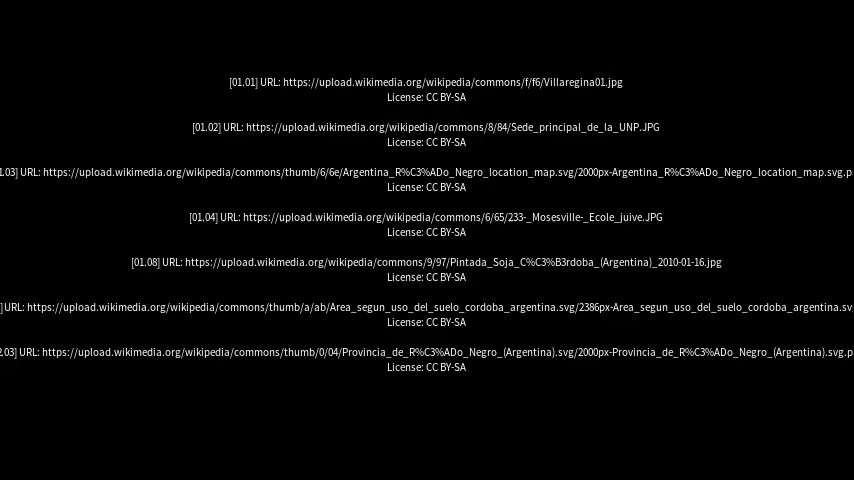 [01.01] URL: https://upload.wikimedia.org/wikipedia/commons/f/f6/Villaregina01.jpg
License: CC BY-SA
[01.02] URL: https://upload.wikimedia.org/wikipedia/commons/8/84/Sede_principal_de_la_UNP.JPG
License: CC BY-SA
1.03] URL: https://upload.wikimedia.org/wikipedia/commons/thumb/6/6e/Argentina_R%C3%ADo_Negro_location_map.svg/2000px-Argentina_R%C3%ADo_Negro_location_map.svg.p
License: CC BY-SA
[01.04] URL: https://upload.wikimedia.org/wikipedia/commons/6/65/233-_Mosesville-_Ecole_juive.JPG
License: CC BY-SA
[01.08] URL: https://upload.wikimedia.org/wikipedia/commons/9/97/Pintada_Soja_C%C3%B3rdoba_(Argentina)_2010-01-16.jpg
License: CC BY-SA
] URL: https://upload.wikimedia.org/wikipedia/commons/thumb/a/ab/Area_segun_uso_del_suelo_cordoba_argentina.svg/2386px-Area_segun_uso_del_suelo_cordoba_argentina.sv
License: CC BY-SA
2.03] URL: https://upload.wikimedia.org/wikipedia/commons/thumb/0/04/Provincia_de_R%C3%ADo_Negro_(Argentina).svg/2000px-Provincia_de_R%C3%ADo_Negro_(Argentina).svg.p
License: CC BY-SA